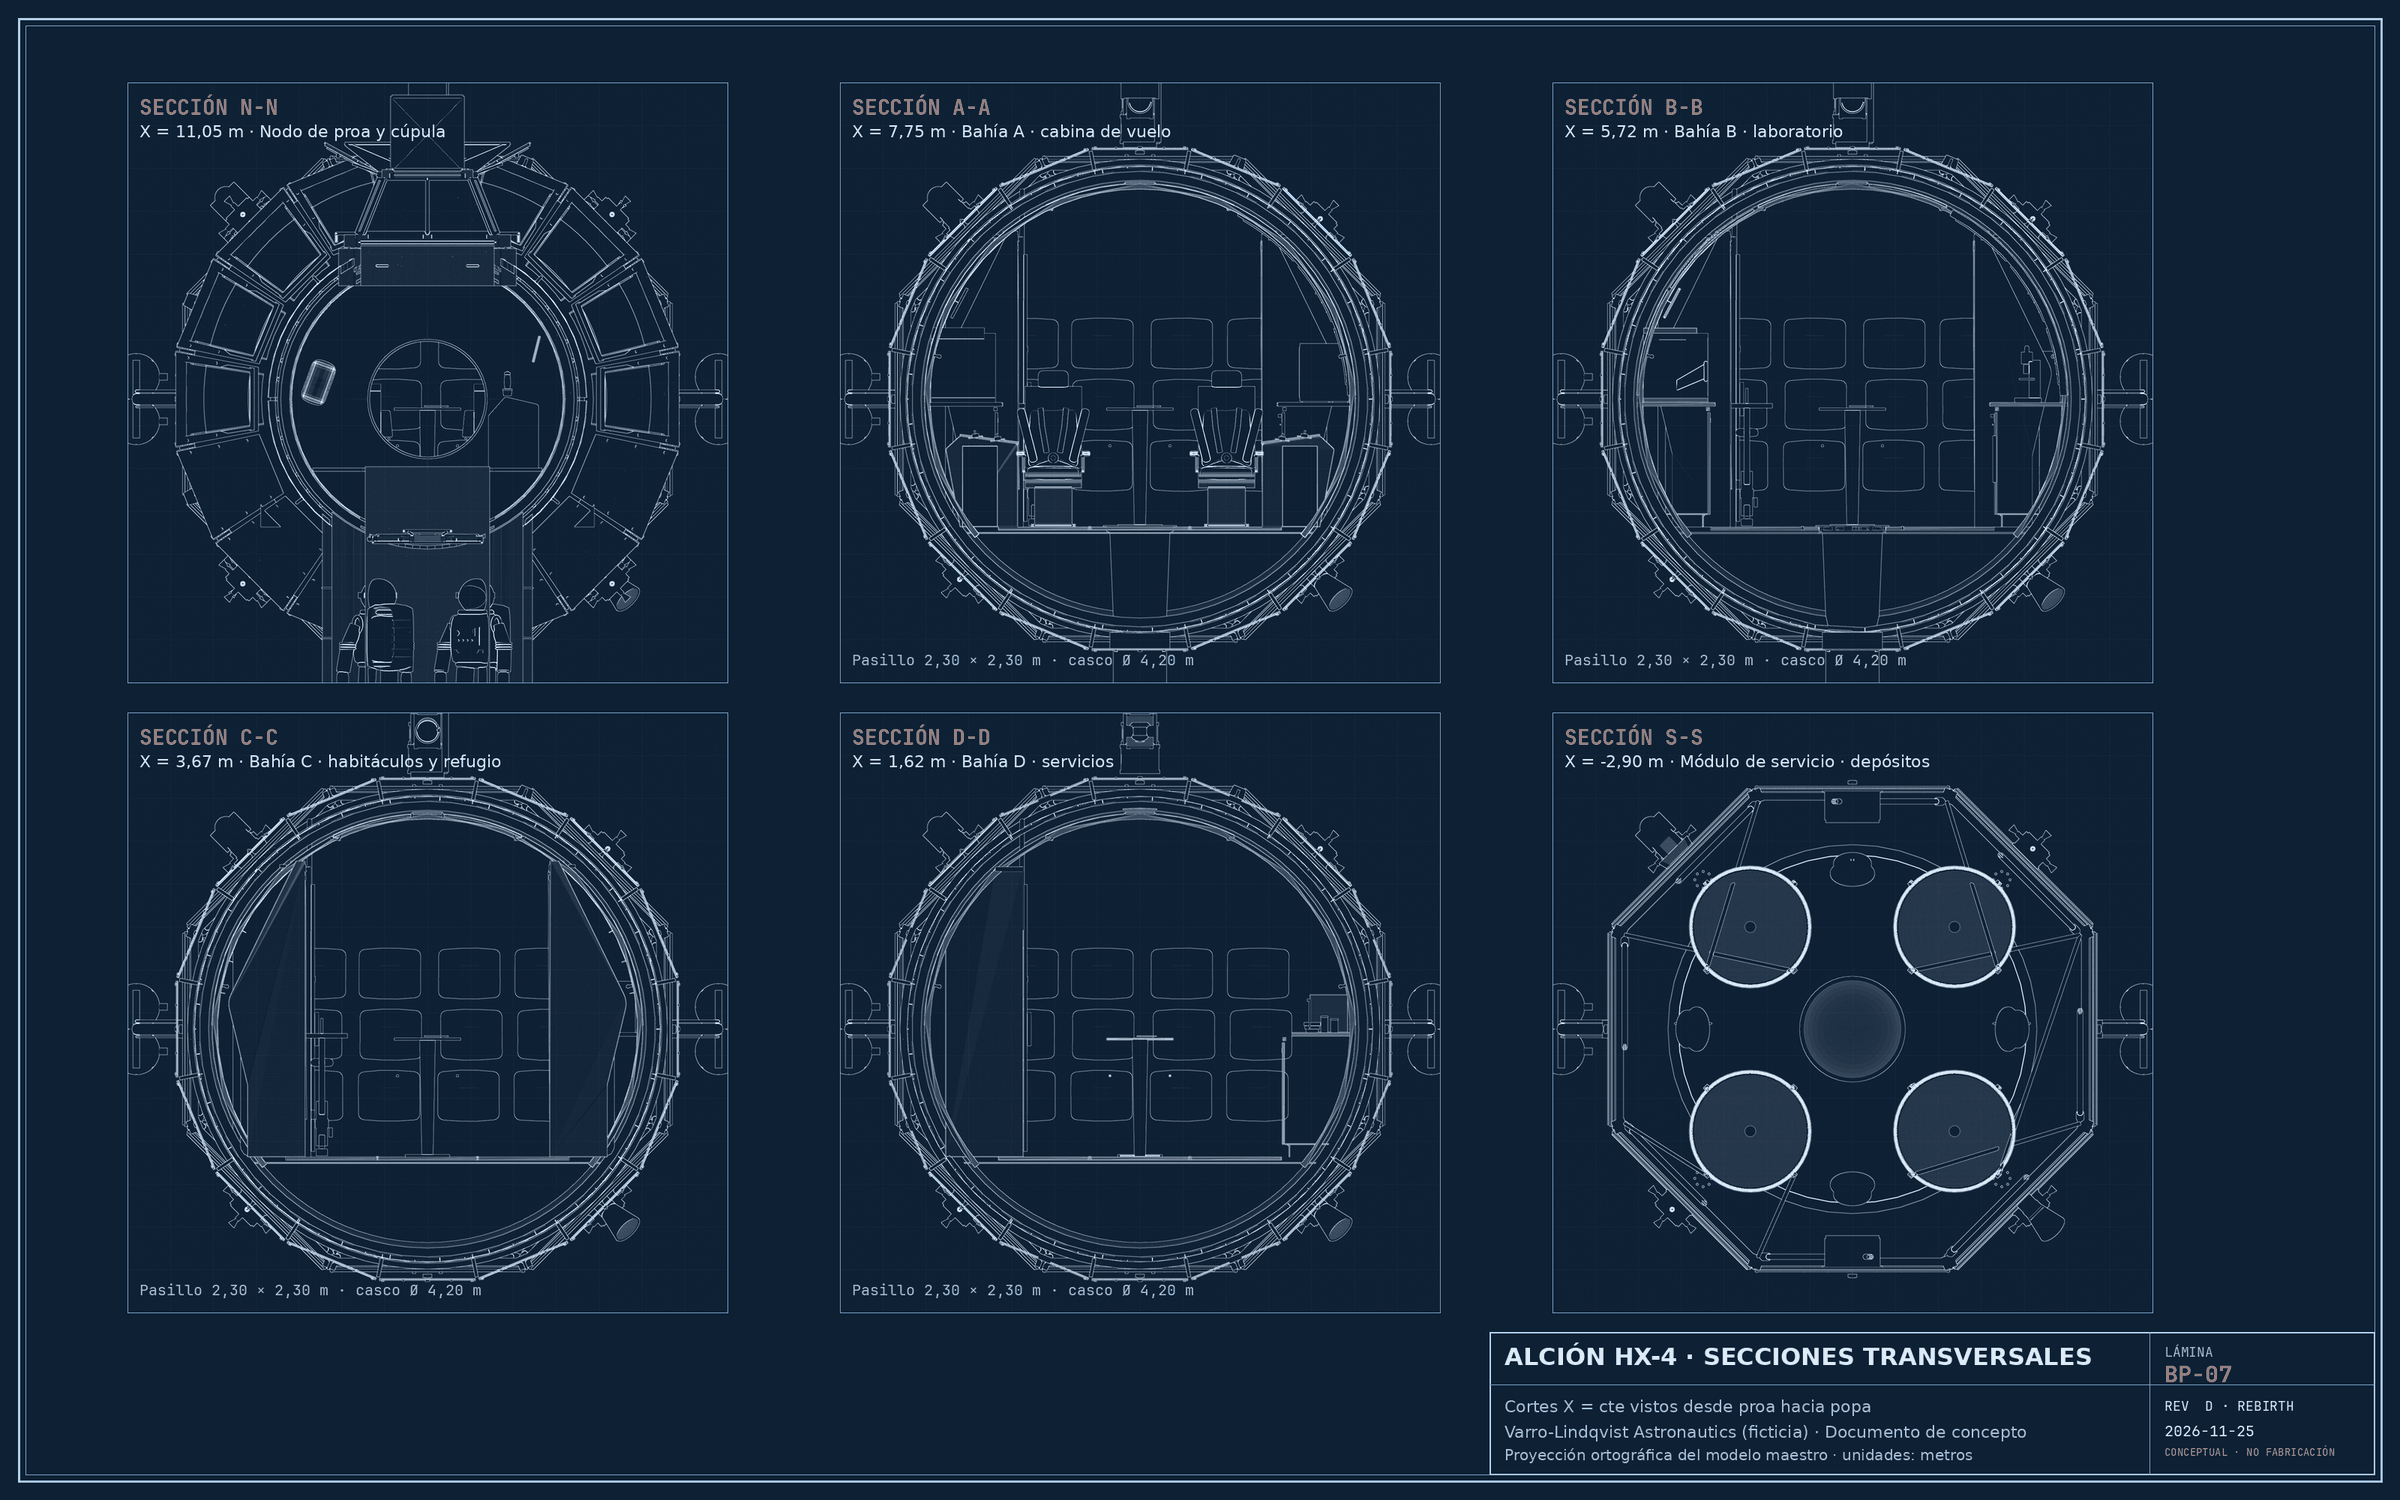 SECCIÓN N-N
X = 11,05 m · Nodo de proa y cúpula
SECCIÓN A-A
X = 7,75 m · Bahía A · cabina de vuelo
Pasillo 2,30 × 2,30 m · casco Ø 4,20 m
SECCIÓN B-B
X = 5,72 m · Bahía B · laboratorio
Pasillo 2,30 × 2,30 m · casco Ø 4,20 m
SECCIÓN C-C
X = 3,67 m · Bahía C · habitáculos y refugio
Pasillo 2,30 × 2,30 m · casco Ø 4,20 m
SECCIÓN D-D
X = 1,62 m · Bahía D · servicios
Pasillo 2,30 × 2,30 m · casco Ø 4,20 m
SECCIÓN S-S
X = -2,90 m · Módulo de servicio · depósitos
ALCIÓN HX-4 · SECCIONES TRANSVERSALES
Cortes X = cte vistos desde proa hacia popa
Varro-Lindqvist Astronautics (ficticia) · Documento de concepto
Proyección ortográfica del modelo maestro · unidades: metros
LÁMINA
BP-07
REV D · REBIRTH
2026-11-25
CONCEPTUAL · NO FABRICACIÓN